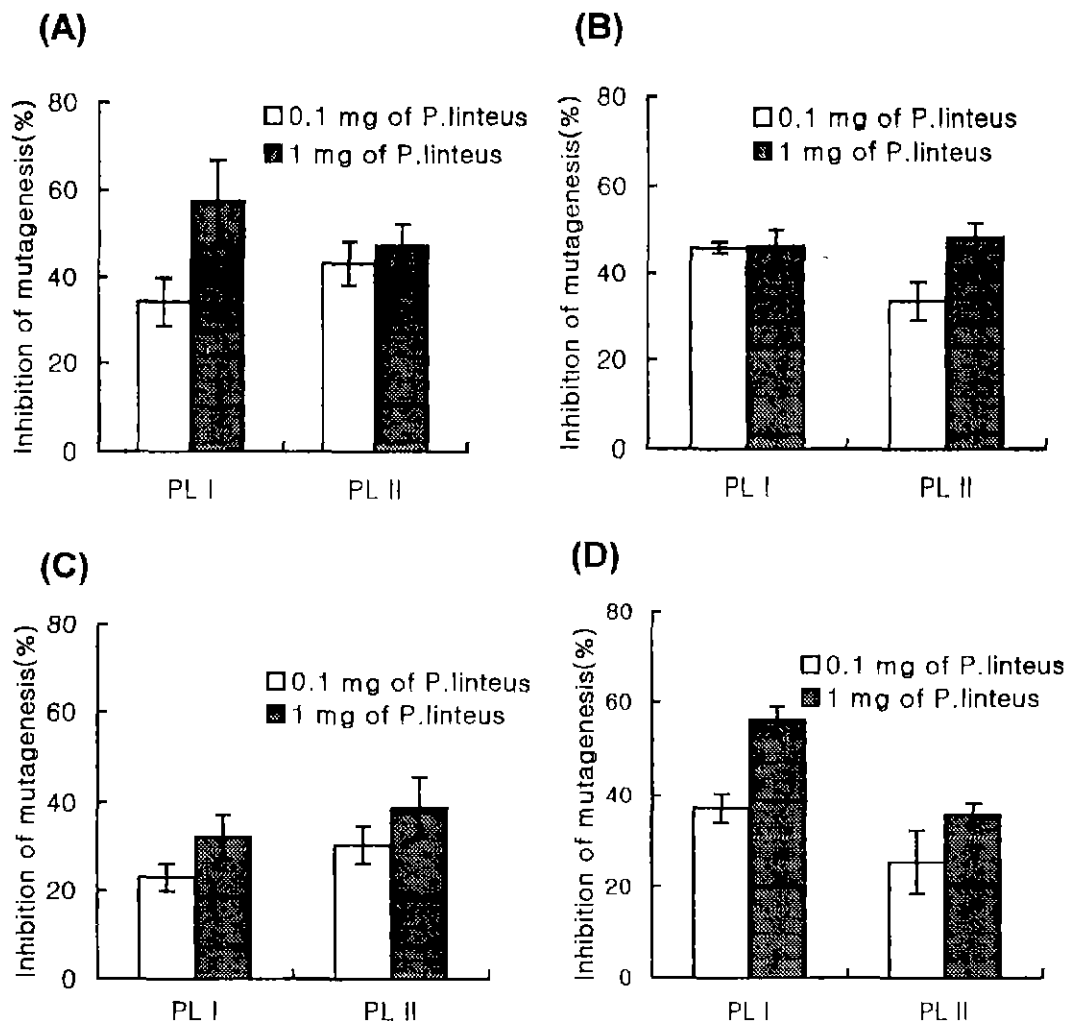 (A)
Inhibition of mutagenesis(%)
80
60
40
20
0
0.1 mg of P.linteus
1 mg of P.linteus
PL I
PL II
(B)
Inhibition of mutagenesis(%)
80
60
40
20
0
0.1 mg of P.linteus
1 mg of P.linteus
PL I
PL II
(C)
Inhibition of mutagenesis(%)
80
60
40
20
0
0.1 mg of P.linteus
1 mg of P.linteus
PL I
PL II
(D)
Inhibition of mutagenesis(%)
80
60
40
20
0
0.1 mg of P.linteus
1 mg of P.linteus
PL I
PL II